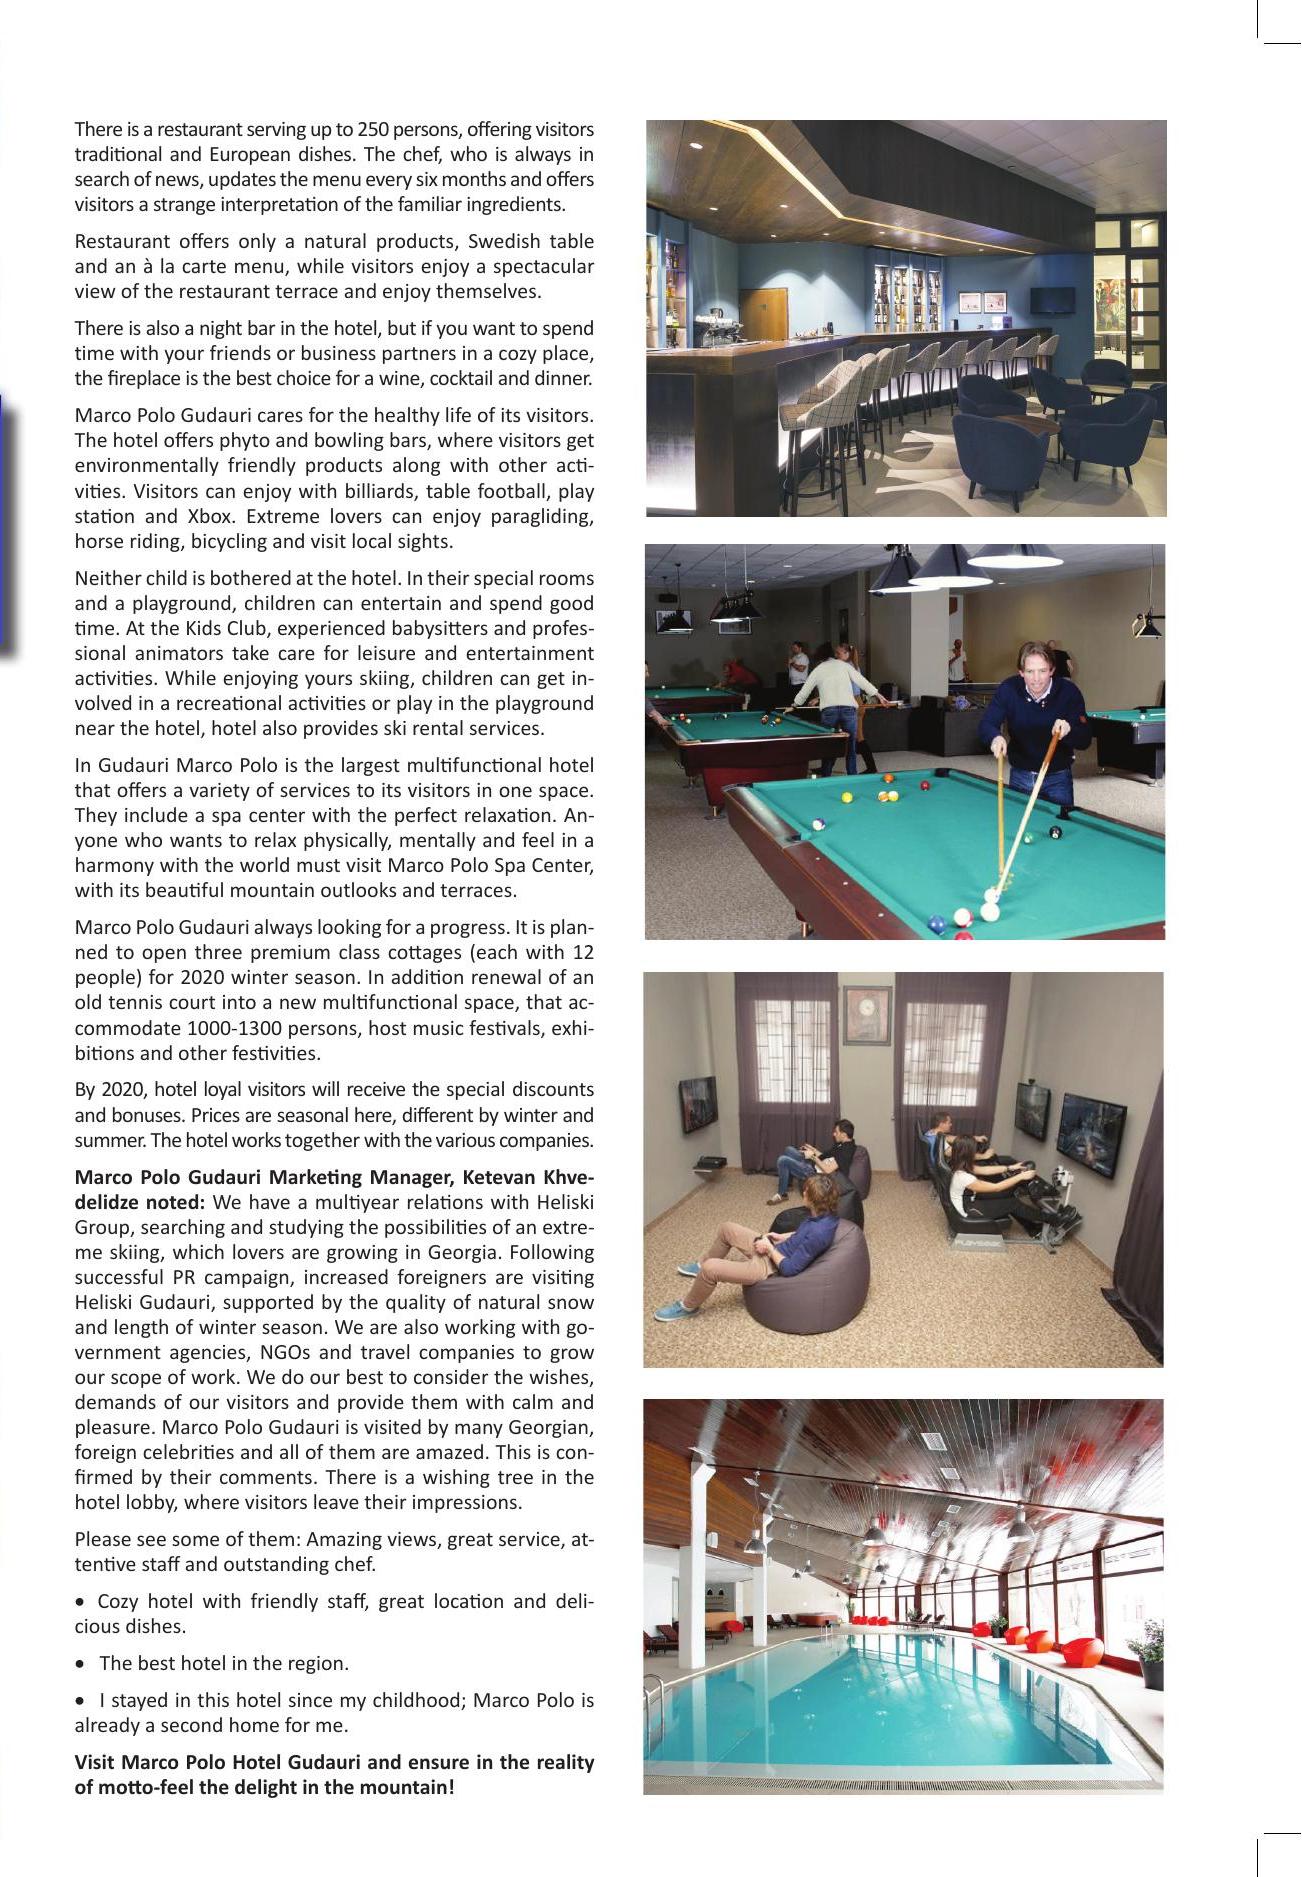 There is a restaurant serving up to 250 persons, offering visitors
traditional and European dishes. The chef, who is always in
search of news, updates the menu every six months and offers
visitors a strange interpretation of the familiar ingredients.
Restaurant offers only a natural products, Swedish table
and an à la carte menu, while visitors enjoy a spectacular
view of the restaurant terrace and enjoy themselves.
There is also a night bar in the hotel, but if you want to spend
time with your friends or business partners in a cozy place,
the fireplace is the best choice for a wine, cocktail and dinner.
Marco Polo Gudauri cares for the healthy life of its visitors.
The hotel offers phyto and bowling bars, where visitors get
environmentally friendly products along with other acti-
vities. Visitors can enjoy with billiards, table football, play
station and Xbox. Extreme lovers can enjoy paragliding,
horse riding, bicycling and visit local sights.
Neither child is bothered at the hotel. In their special rooms
and a playground, children can entertain and spend good
time. At the Kids Club, experienced babysitters and profes-
sional animators take care for leisure and entertainment
activities. While enjoying yours skiing, children can get in-
volved in a recreational activities or play in the playground
near the hotel, hotel also provides ski rental services.
In Gudauri Marco Polo is the largest multifunctional hotel
that offers a variety of services to its visitors in one space.
They include a spa center with the perfect relaxation. An-
yone who wants to relax physically, mentally and feel in a
harmony with the world must visit Marco Polo Spa Center,
with its beautiful mountain outlooks and terraces.
Marco Polo Gudauri always looking for a progress. It is plan-
ned to open three premium class cottages (each with 12
people) for 2020 winter season. In addition renewal of an
old tennis court into a new multifunctional space, that ac-
commodate 1000-1300 persons, host music festivals, exhi-
bitions and other festivities.
By 2020, hotel loyal visitors will receive the special discounts
and bonuses. Prices are seasonal here, different by winter and
summer. The hotel works together with the various companies.
Marco Polo Gudauri Marketing Manager, Ketevan Khve-
delidze noted: We have a multiyear relations with Heliski
Group, searching and studying the possibilities of an extre-
me skiing, which lovers are growing in Georgia. Following
successful PR campaign, increased foreigners are visiting
Heliski Gudauri, supported by the quality of natural snow
and length of winter season. We are also working with go-
vernment agencies, NGOs and travel companies to grow
our scope of work. We do our best to consider the wishes,
demands of our visitors and provide them with calm and
pleasure. Marco Polo Gudauri is visited by many Georgian,
foreign celebrities and all of them are amazed. This is con-
firmed by their comments. There is a wishing tree in the
hotel lobby, where visitors leave their impressions.
Please see some of them: Amazing views, great service, at-
tentive staff and outstanding chef.
• Cozy hotel with friendly staff, great location and deli-
cious dishes.
• The best hotel in the region.
• I stayed in this hotel since my childhood; Marco Polo is
already a second home for me.
Visit Marco Polo Hotel Gudauri and ensure in the reality
of motto-feel the delight in the mountain!